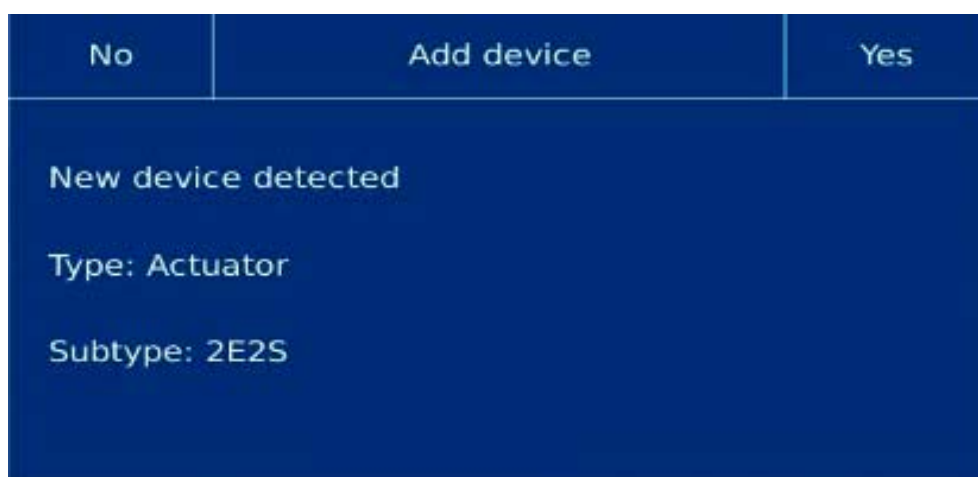 No Add device Yes
New device detected
Type: Actuator
Subtype: 2E2S